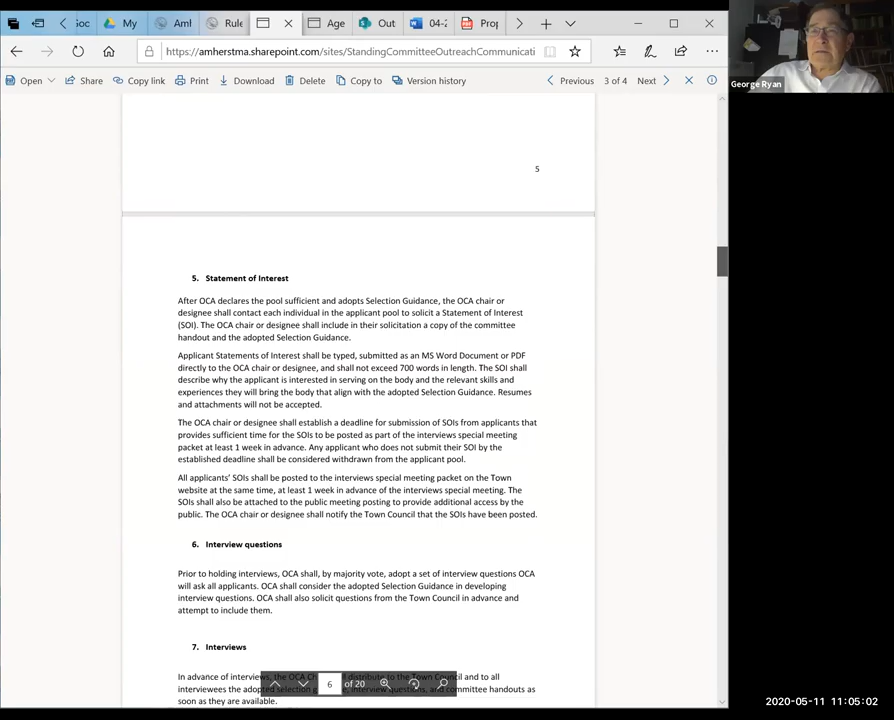 ioc
My
Aml
Rule
Age
Out
04-2
Prop
https://amherstma.sharepoint.com/sites/StandingCommitteeOutreachCommunicati
George Ryan
Open
Share
Copy link
Print
Download
Delete
Copy to
Version history
Previous
3 of 4
Next
5
5. Statement of Interest
After OCA declares the pool sufficient and adopts Selection Guidance, the OCA chair or
designee shall contact each individual in the applicant pool to solicit a Statement of Interest
(SOI). The OCA chair or designee shall include in their solicitation a copy of the committee
handout and the adopted Selection Guidance.
Applicant Statements of Interest shall be typed, submitted as an MS Word Document or PDF
directly to the OCA chair or designee, and shall not exceed 700 words in length. The SOI shall
describe why the applicant is interested in serving on the body and the relevant skills and
experiences they will bring the body that align with the adopted Selection Guidance. Resumes
and attachments will not be accepted.
The OCA chair or designee shall establish a deadline for submission of SOIs from applicants that
provides sufficient time for the SOIs to be posted as part of the interviews special meeting
packet at least 1 week in advance. Any applicant who does not submit their SOI by the
established deadline shall be considered withdrawn from the applicant pool.
All applicants' SOIs shall be posted to the interviews special meeting packet on the Town
website at the same time, at least 1 week in advance of the interviews special meeting. The
SOIs shall also be attached to the public meeting posting to provide additional access by the
public. The OCA chair or designee shall notify the Town Council that the SOIs have been posted.
6. Interview questions
Prior to holding interviews, OCA shall, by majority vote, adopt a set of interview questions OCA
will ask all applicants. OCA shall consider the adopted Selection Guidance in developing
interview questions. OCA shall also solicit questions from the Town Council in advance and
attempt to include them.
7. Interviews
In advance of interviews, the OCA Ch distribute to the Town Council and to all
interviewees the adopted selection g interview questions, and committee handouts as
soon as they are available.
6 of 20
2020-05-11 11:05:02